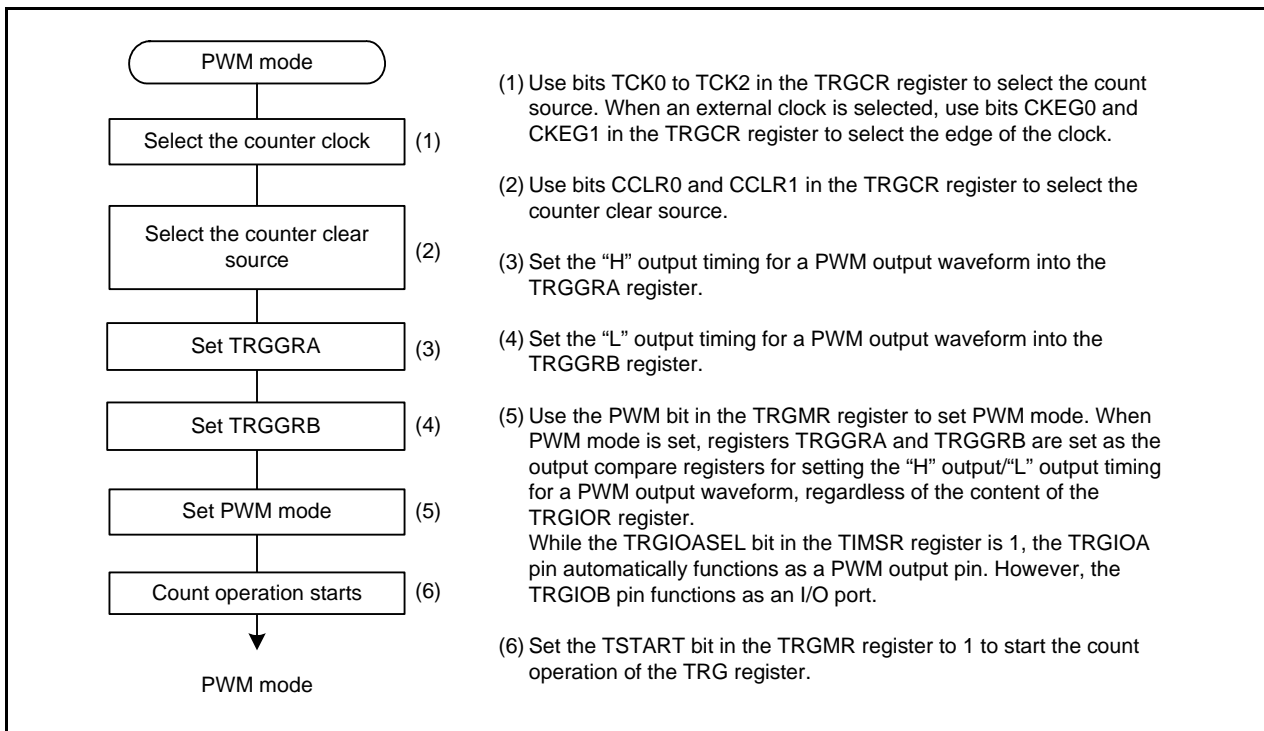 PWM mode
Select the counter clock
(1)
Select the counter clear
source
(2)
Set TRGGRA
(3)
Set TRGGRB
(4)
Set PWM mode
(5)
Count operation starts
(6)
PWM mode
(1) Use bits TCK0 to TCK2 in the TRGCR register to select the count
source. When an external clock is selected, use bits CKEG0 and
CKEG1 in the TRGCR register to select the edge of the clock.
(2) Use bits CCLR0 and CCLR1 in the TRGCR register to select the
counter clear source.
(3) Set the “H” output timing for a PWM output waveform into the
TRGGRA register.
(4) Set the “L” output timing for a PWM output waveform into the
TRGGRB register.
(5) Use the PWM bit in the TRGMR register to set PWM mode. When
PWM mode is set, registers TRGGRA and TRGGRB are set as the
output compare registers for setting the “H” output/“L” output timing
for a PWM output waveform, regardless of the content of the
TRGIOR register.
While the TRGIOASEL bit in the TIMSR register is 1, the TRGIOA
pin automatically functions as a PWM output pin. However, the
TRGIOB pin functions as an I/O port.
(6) Set the TSTART bit in the TRGMR register to 1 to start the count
operation of the TRG register.